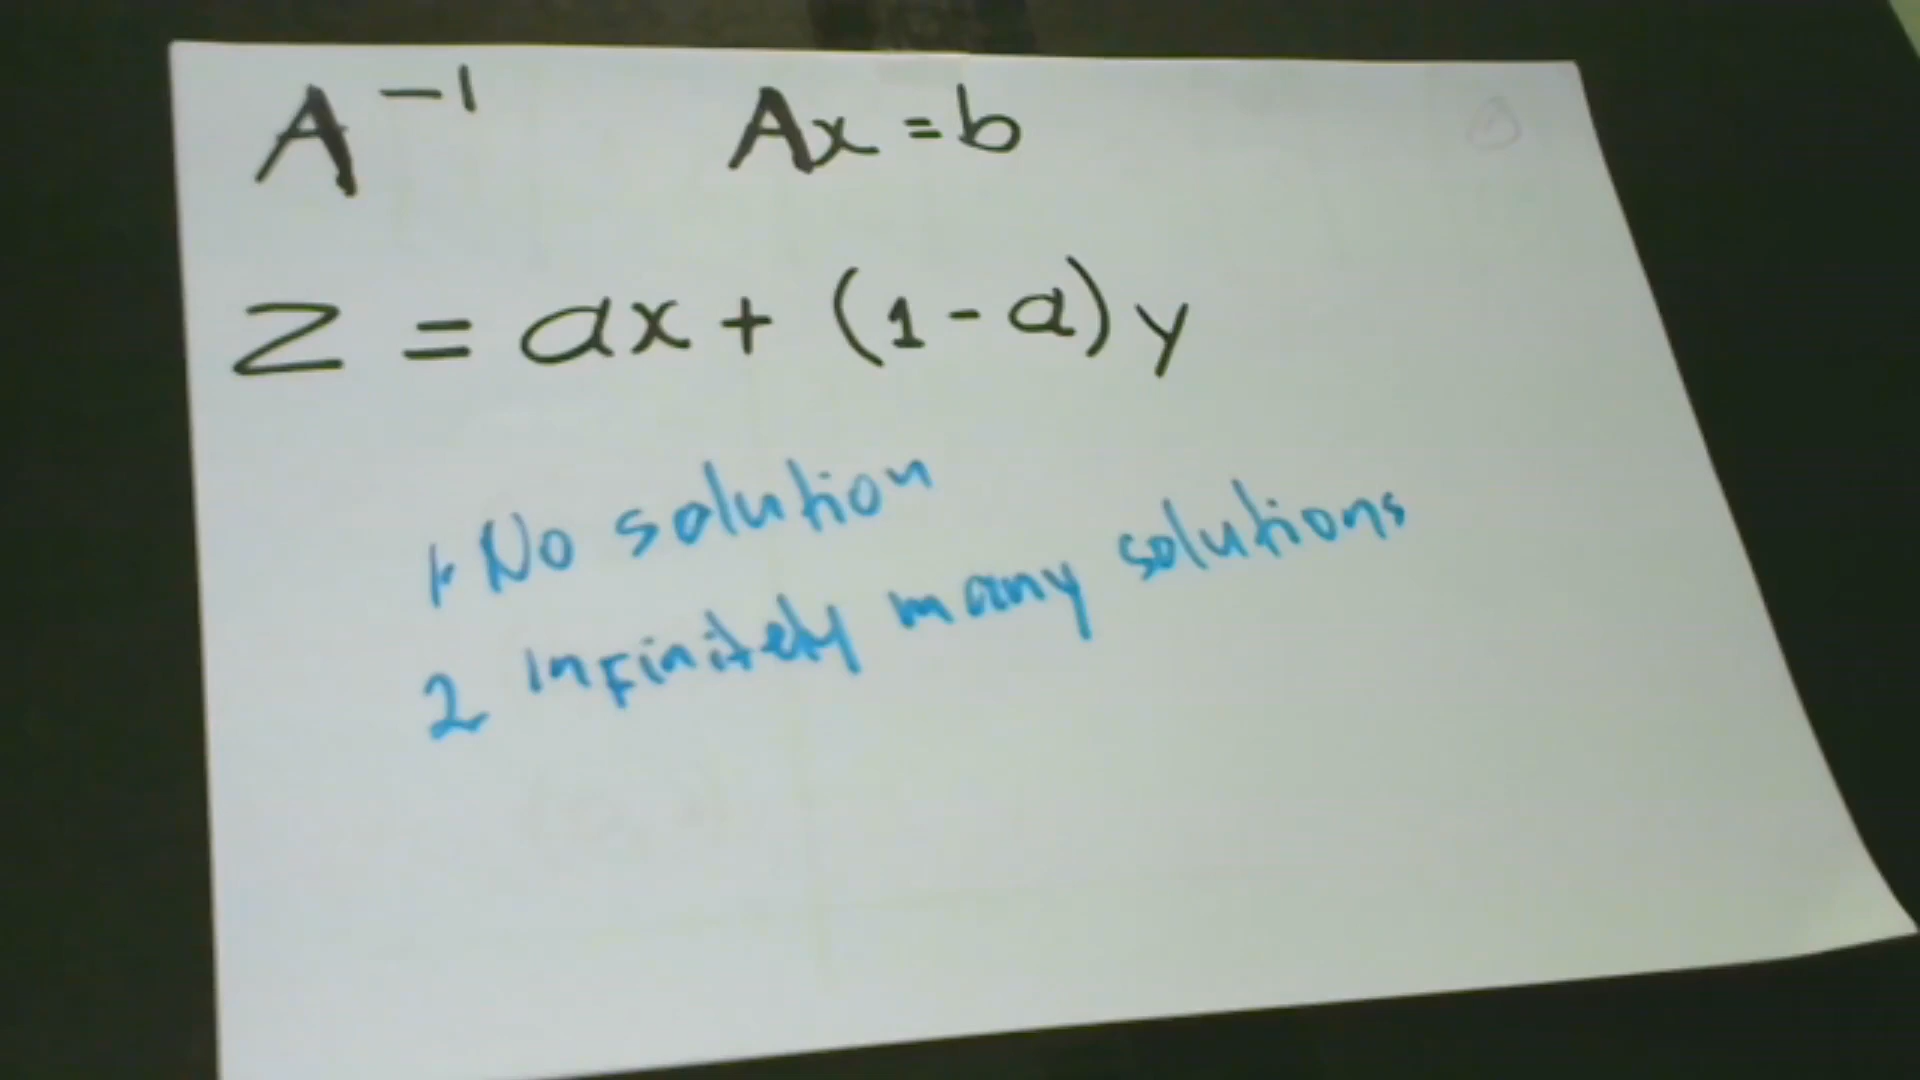 A⁻¹ Ax = b
Z = ax + (1 - a) y
1. No solution
2 Infinitely many solutions